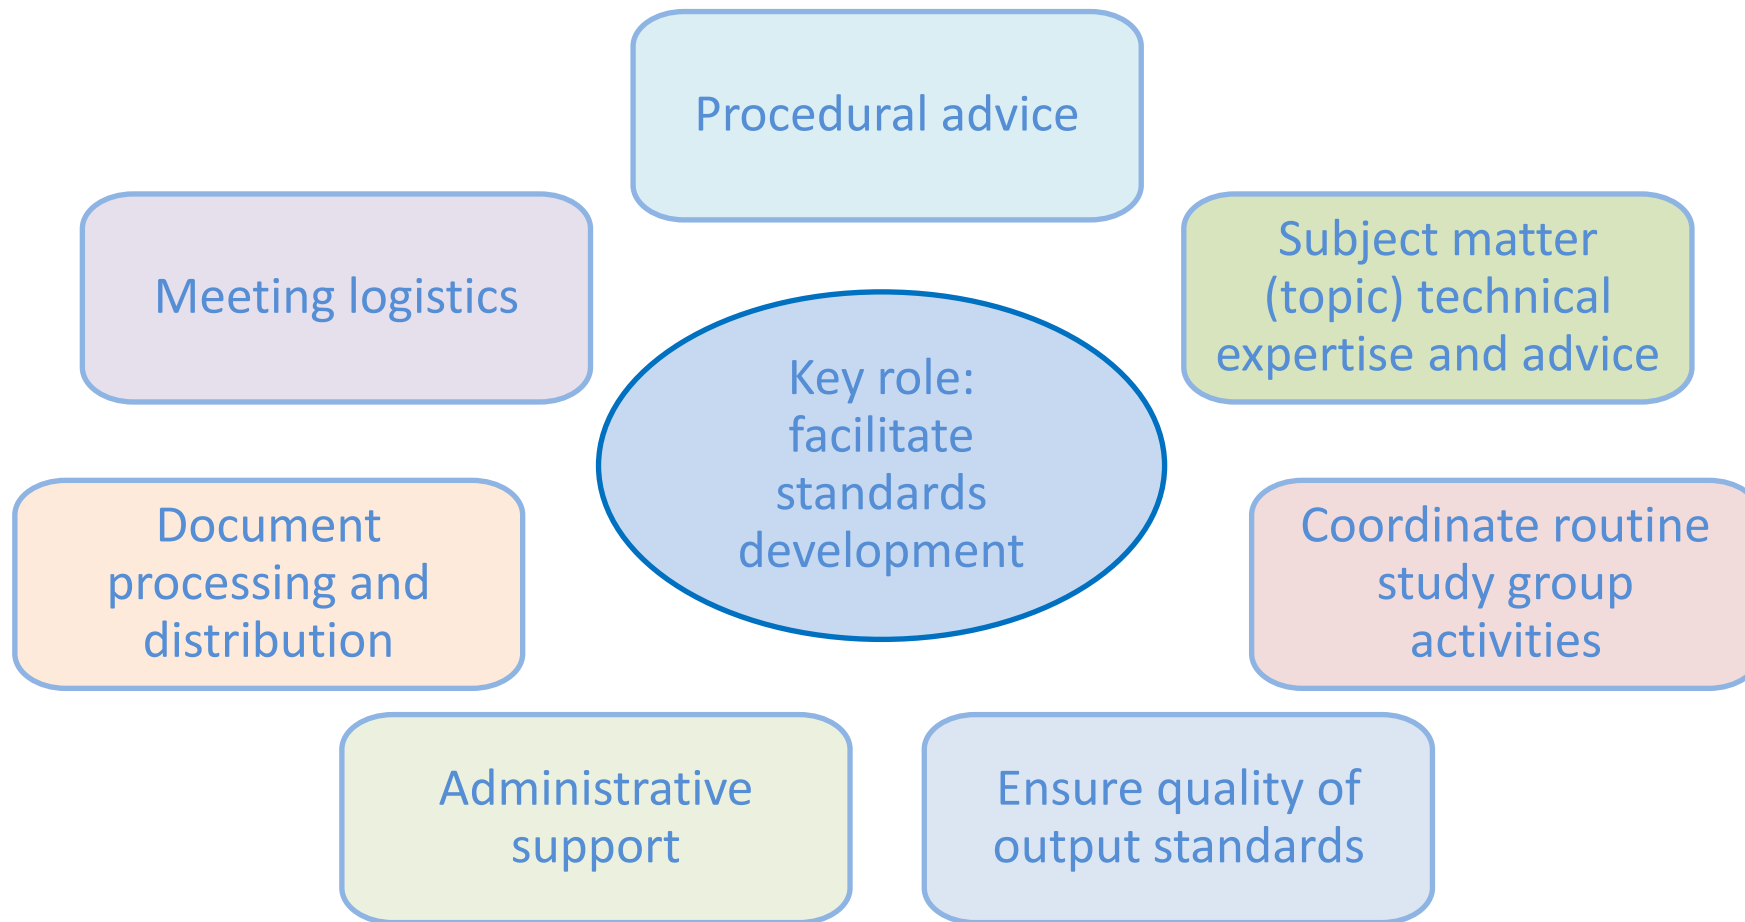 Procedural advice
Subject matter
(topic) technical
expertise and advice
Meeting logistics
Key role:
facilitate
standards
development
Coordinate routine
study group
activities
Document
processing and
distribution
Administrative
support
Ensure quality of
output standards